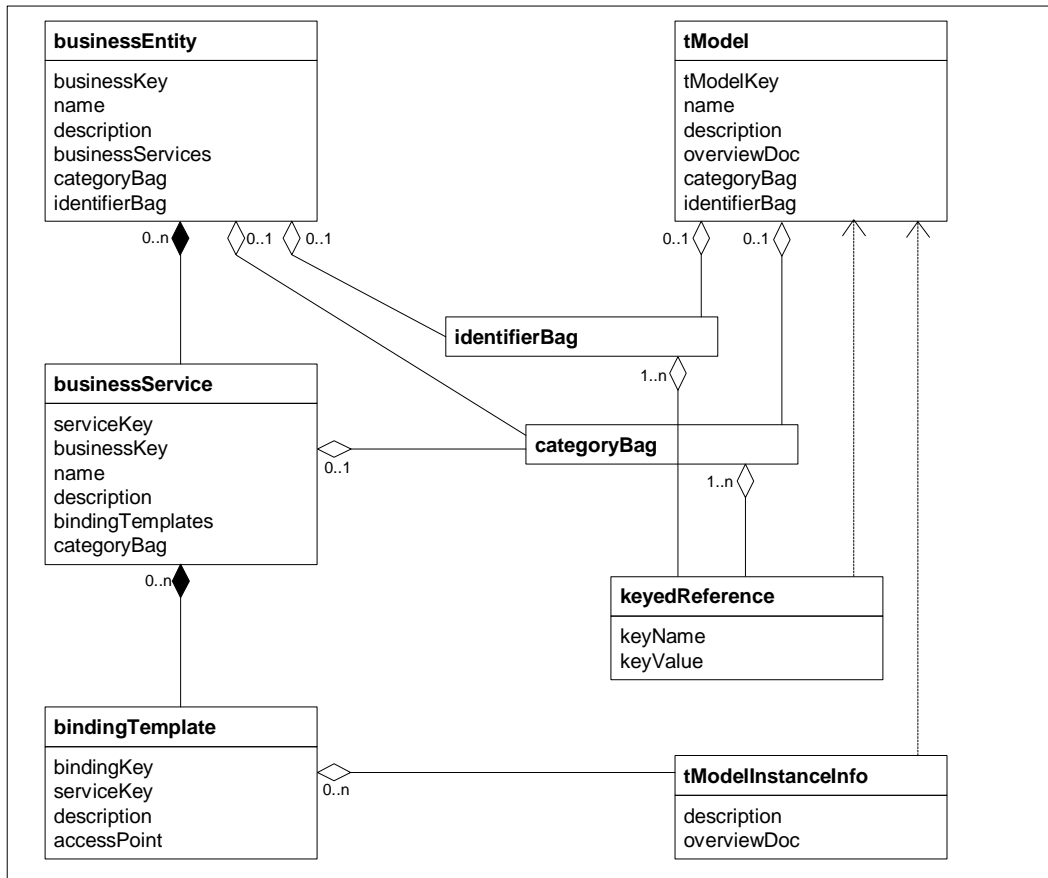 businessEntity
businessKey
name
description
businessServices
categoryBag
identifierBag
tModel
tModelKey
name
description
overviewDoc
categoryBag
identifierBag
0..n
0..1
0..1
0..1
0..1
identifierBag
1..n
businessService
serviceKey
businessKey
name
description
bindingTemplates
categoryBag
0..1
categoryBag
1..n
0..n
keyedReference
keyName
keyValue
bindingTemplate
bindingKey
serviceKey
description
accessPoint
0..n
tModelInstanceInfo
description
overviewDoc